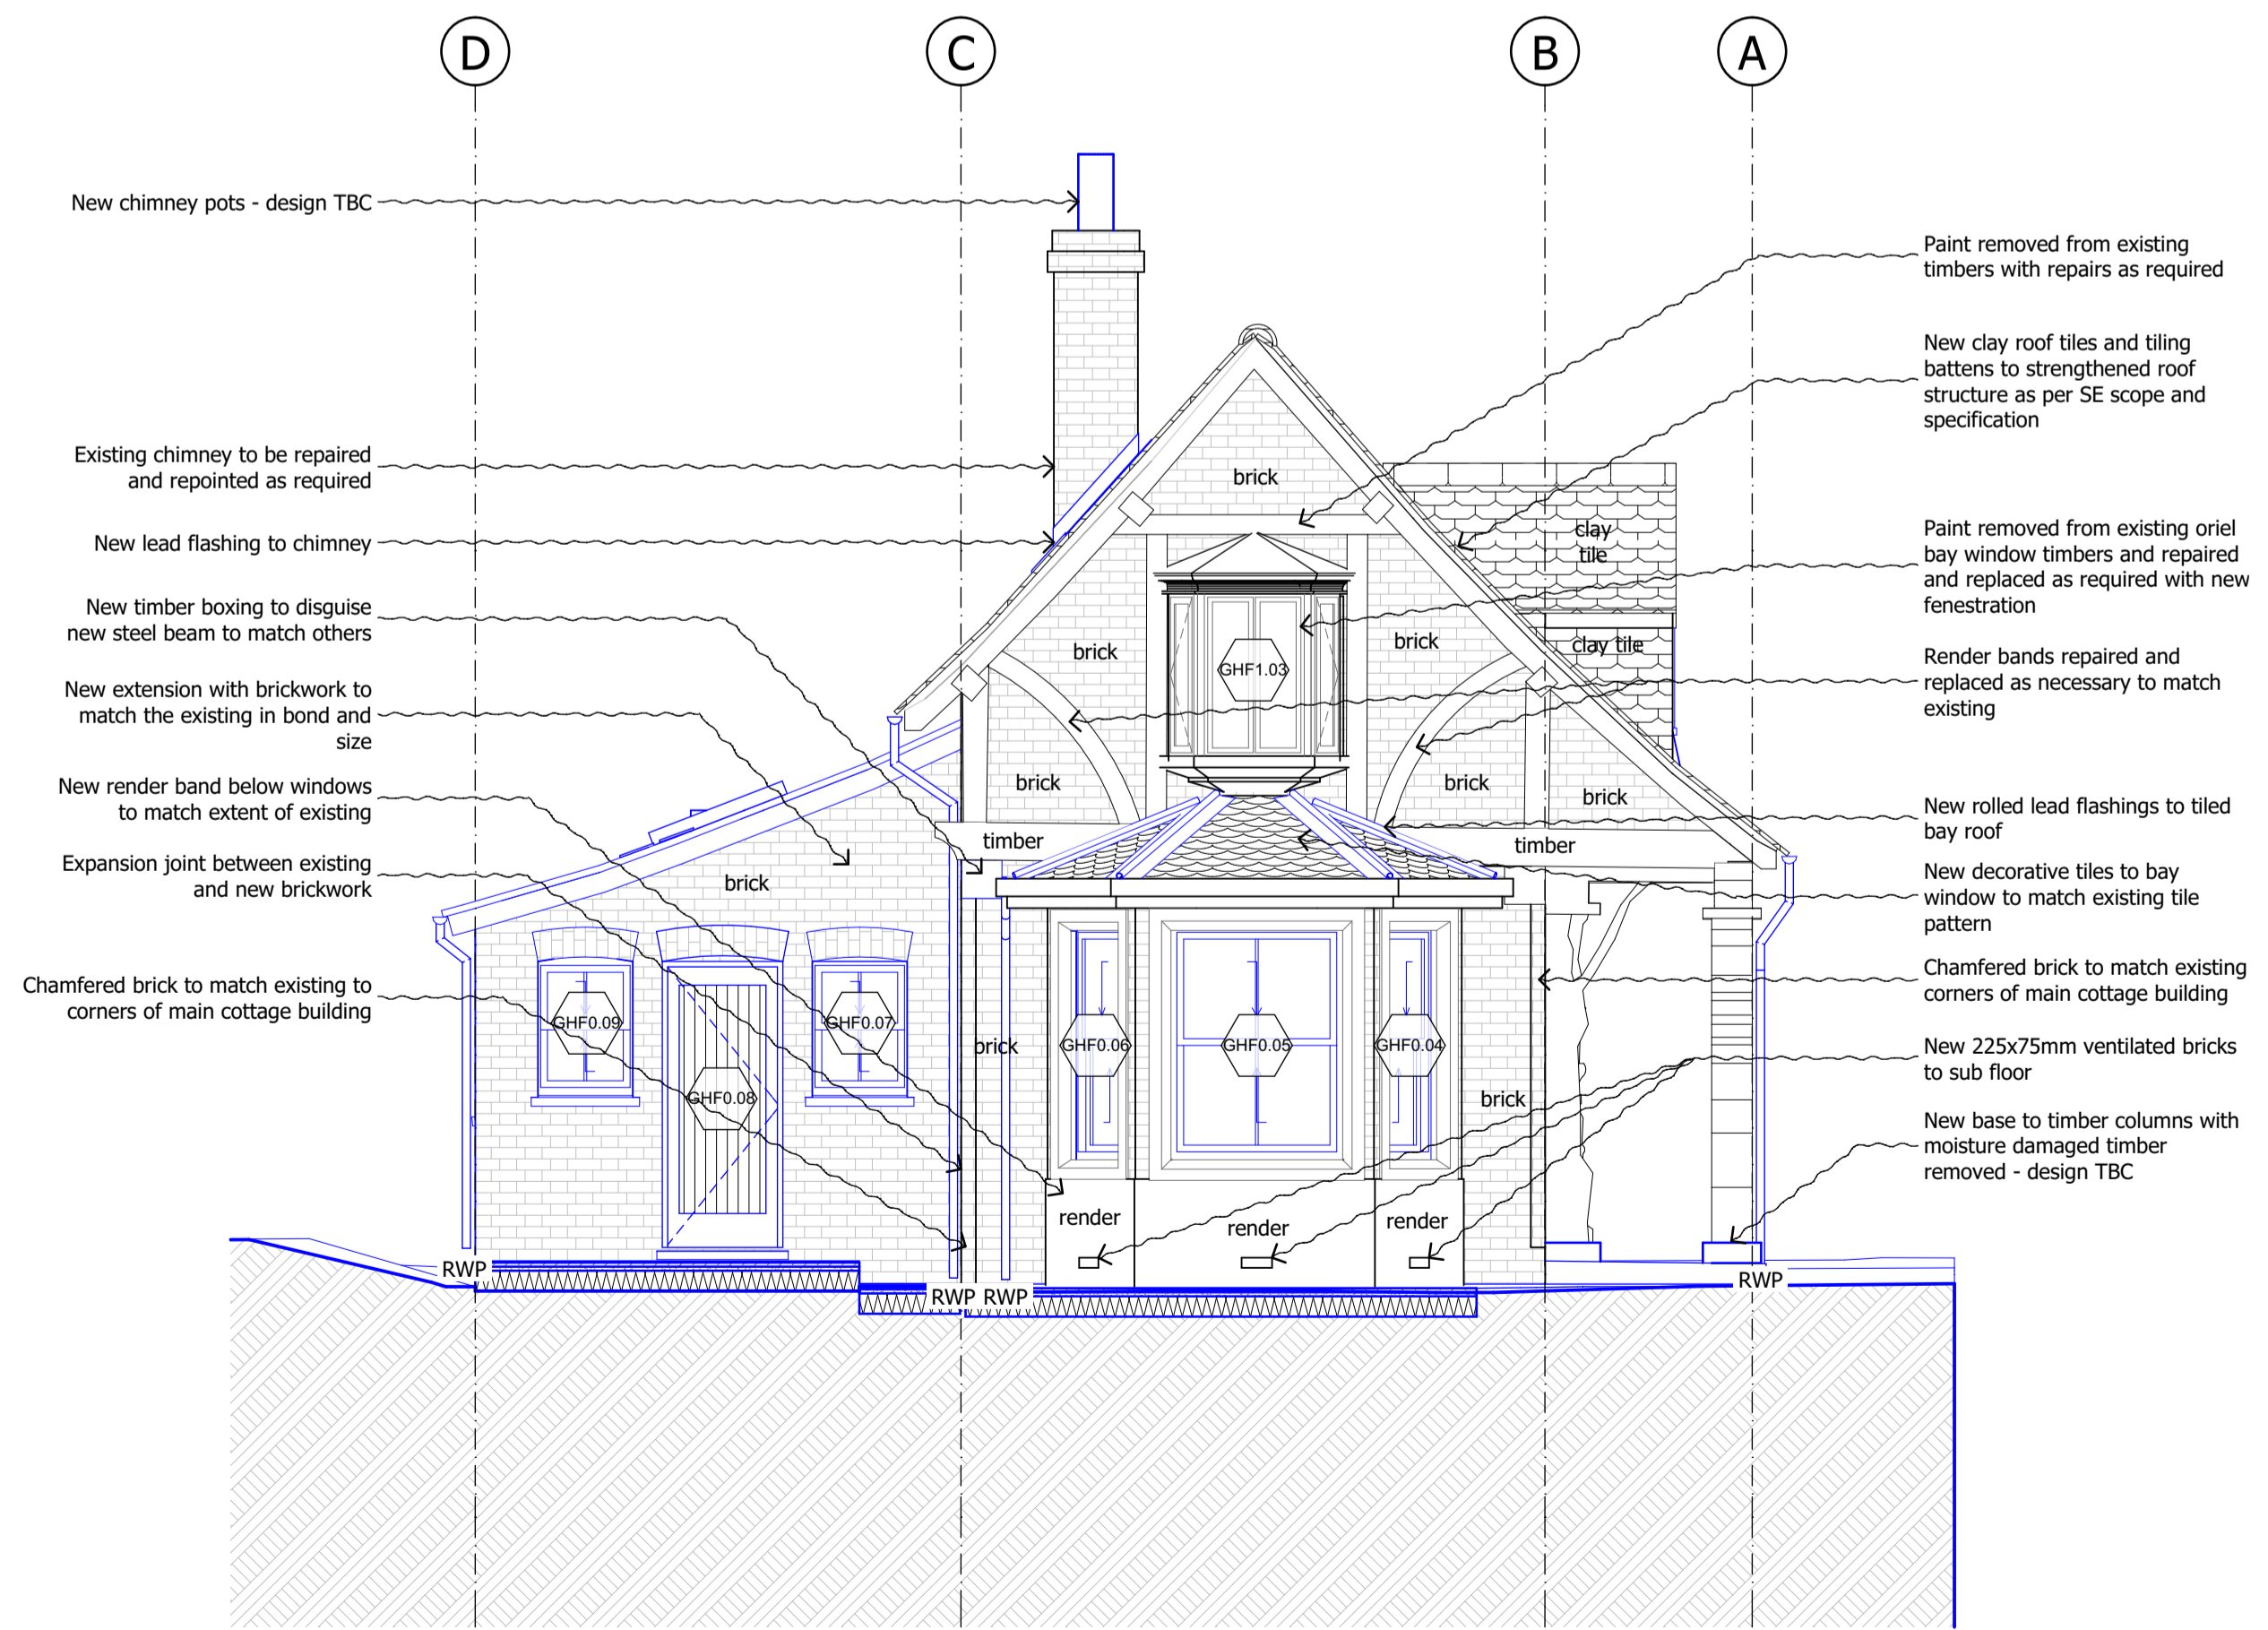 D
C
B
A
New chimney pots - design TBC
Existing chimney to be repaired
and repointed as required
New lead flashing to chimney
New timber boxing to disguise
new steel beam to match others
New extension with brickwork to
match the existing in bond and
size
New render band below windows
to match extent of existing
Expansion joint between existing
and new brickwork
Chamfered brick to match existing to
corners of main cottage building
Paint removed from existing
timbers with repairs as required
New clay roof tiles and tiling
battens to strengthened roof
structure as per SE scope and
specification
Paint removed from existing oriel
bay window timbers and repaired
and replaced as required with new
fenestration
Render bands repaired and
replaced as necessary to match
existing
New rolled lead flashings to tiled
bay roof
New decorative tiles to bay
window to match existing tile
pattern
Chamfered brick to match existing
corners of main cottage building
New 225x75mm ventilated bricks
to sub floor
New base to timber columns with
moisture damaged timber
removed - design TBC
brick
clay
tile
clay tile
brick
brick
GHF1.03
brick
brick
brick
timber
timber
brick
GHF0.09
GHF0.07
GHF0.08
brick
GHF0.06
GHF0.05
GHF0.04
brick
render
render
render
RWP
RWP
RWP
RWP